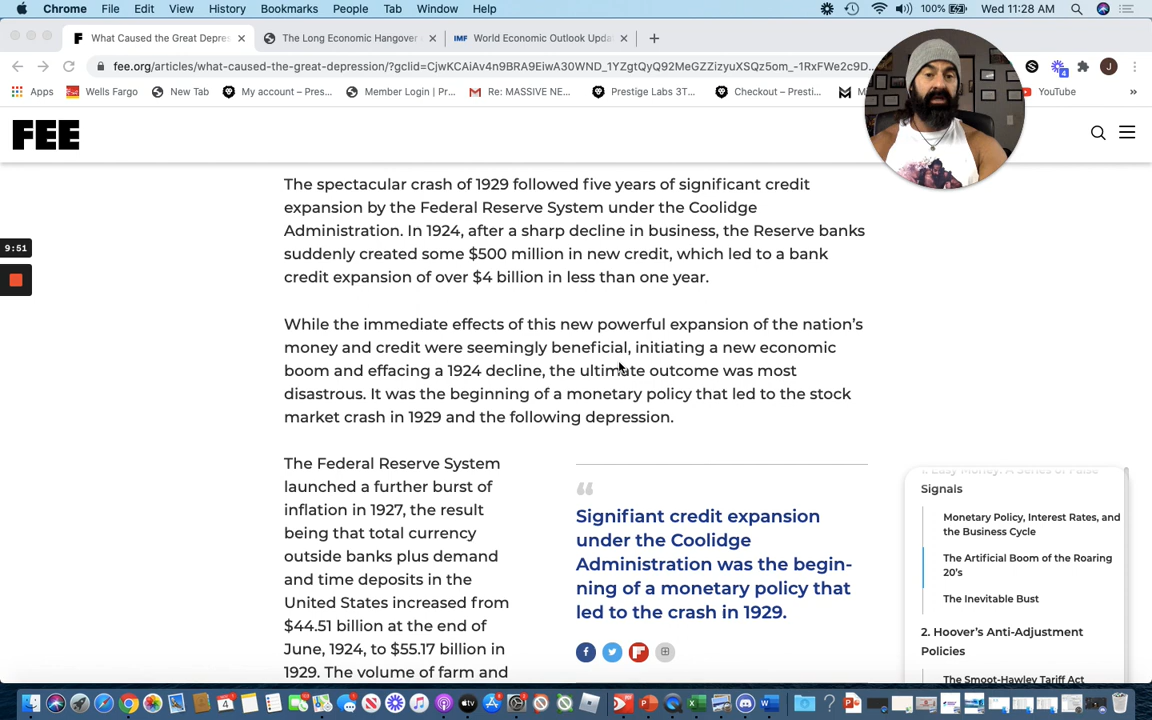 Chrome File Edit View History Bookmarks People Tab Window Help 100% Wed 11:28 AM
What Caused the Great Depres The Long Economic Hangover IMF World Economic Outlook Upda
fee.org/articles/what-caused-the-great-depression/?gclid=CjwKCAiAv4n9BRA9EiwA30WND_1YZgtQyQ92MeGZZizyuXSQz5om_-1RxFWe2c9D... J
Apps Wells Fargo New Tab My account – Pres... Member Login | Pr... Re: MASSIVE NE... Prestige Labs 3T... Checkout – Presti... YouTube »
FEE
The spectacular crash of 1929 followed five years of significant credit
expansion by the Federal Reserve System under the Coolidge
Administration. In 1924, after a sharp decline in business, the Reserve banks
suddenly created some $500 million in new credit, which led to a bank
credit expansion of over $4 billion in less than one year.
9:51
While the immediate effects of this new powerful expansion of the nation's
money and credit were seemingly beneficial, initiating a new economic
boom and effacing a 1924 decline, the ultimate outcome was most
disastrous. It was the beginning of a monetary policy that led to the stock
market crash in 1929 and the following depression.
The Federal Reserve System
launched a further burst of
inflation in 1927, the result
being that total currency
outside banks plus demand
and time deposits in the
United States increased from
$44.51 billion at the end of
June, 1924, to $55.17 billion in
1929. The volume of farm and
“
Signifiant credit expansion
under the Coolidge
Administration was the begin-
ning of a monetary policy that
led to the crash in 1929.
1. Easy Money: A Series of False
Signals
Monetary Policy, Interest Rates, and
the Business Cycle
The Artificial Boom of the Roaring
20's
The Inevitable Bust
2. Hoover's Anti-Adjustment
Policies
The Smoot-Hawley Tariff Act